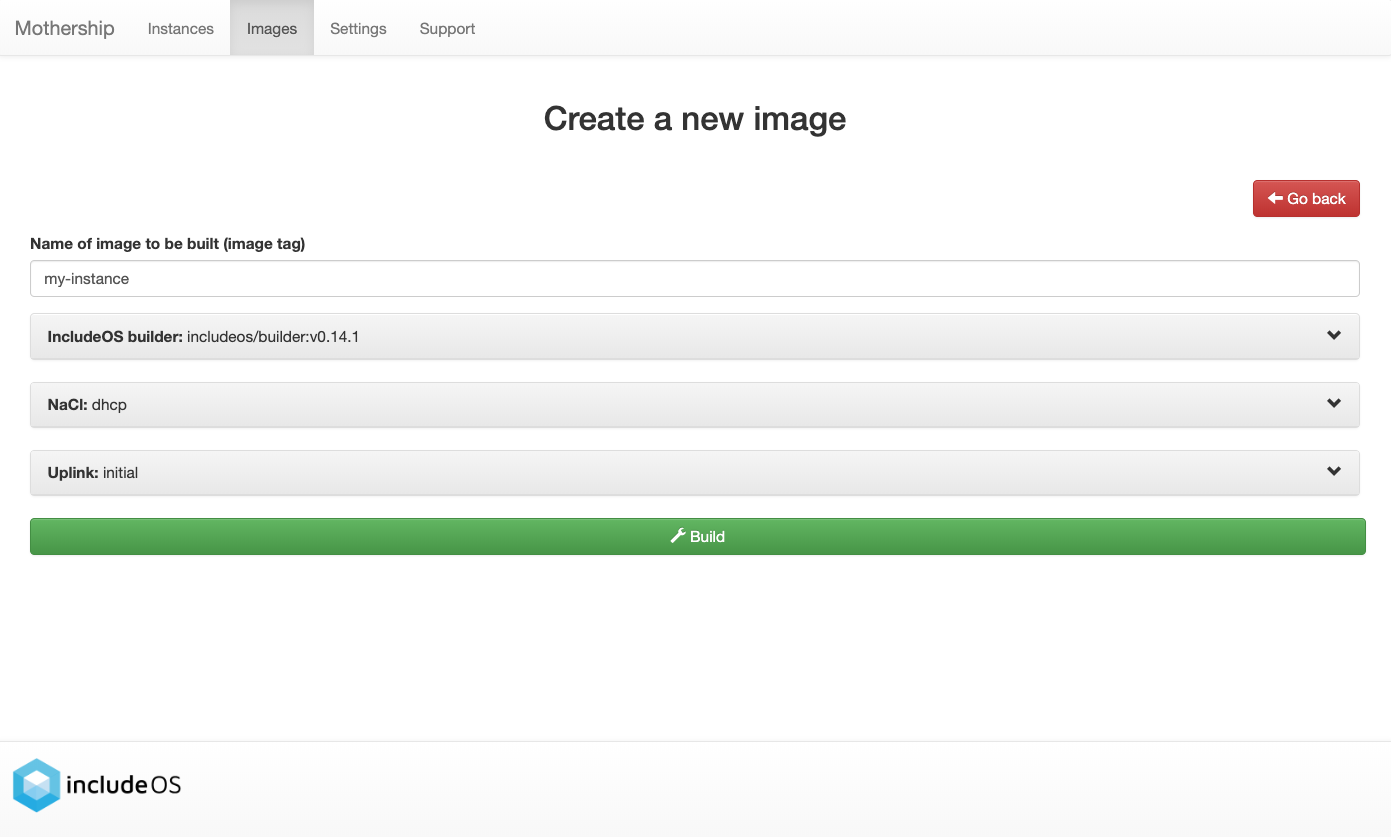 Mothership Instances Images Settings Support
Create a new image
Go back
Name of image to be built (image tag)
my-instance
IncludeOS builder: includeos/builder:v0.14.1
NaCl: dhcp
Uplink: initial
Build
includeOS